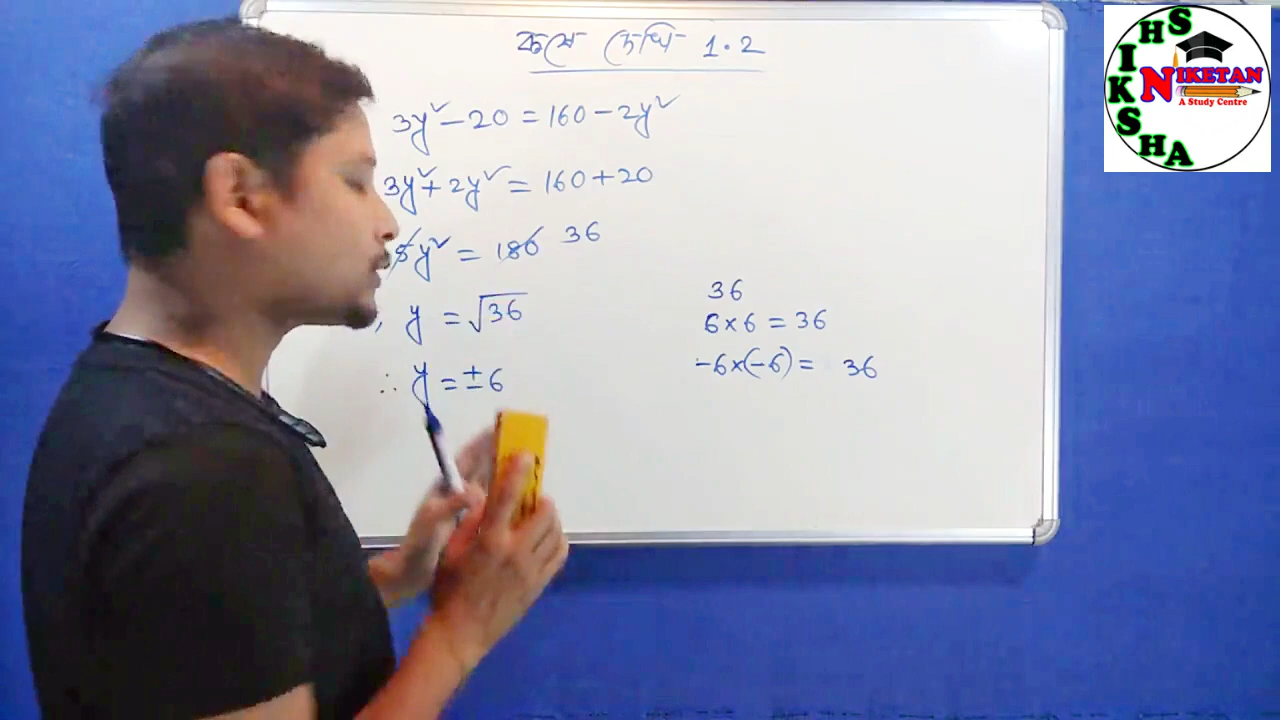 কষে দেখি 1.2
3y² - 20 = 160 - 2y²
3y² + 2y² = 160 + 20
5y² = 180 36
, y = √36
∴ y = ±6
36
6 × 6 = 36
-6 × (-6) = 36
SHIKSHA
NIKETAN
A Study Centre